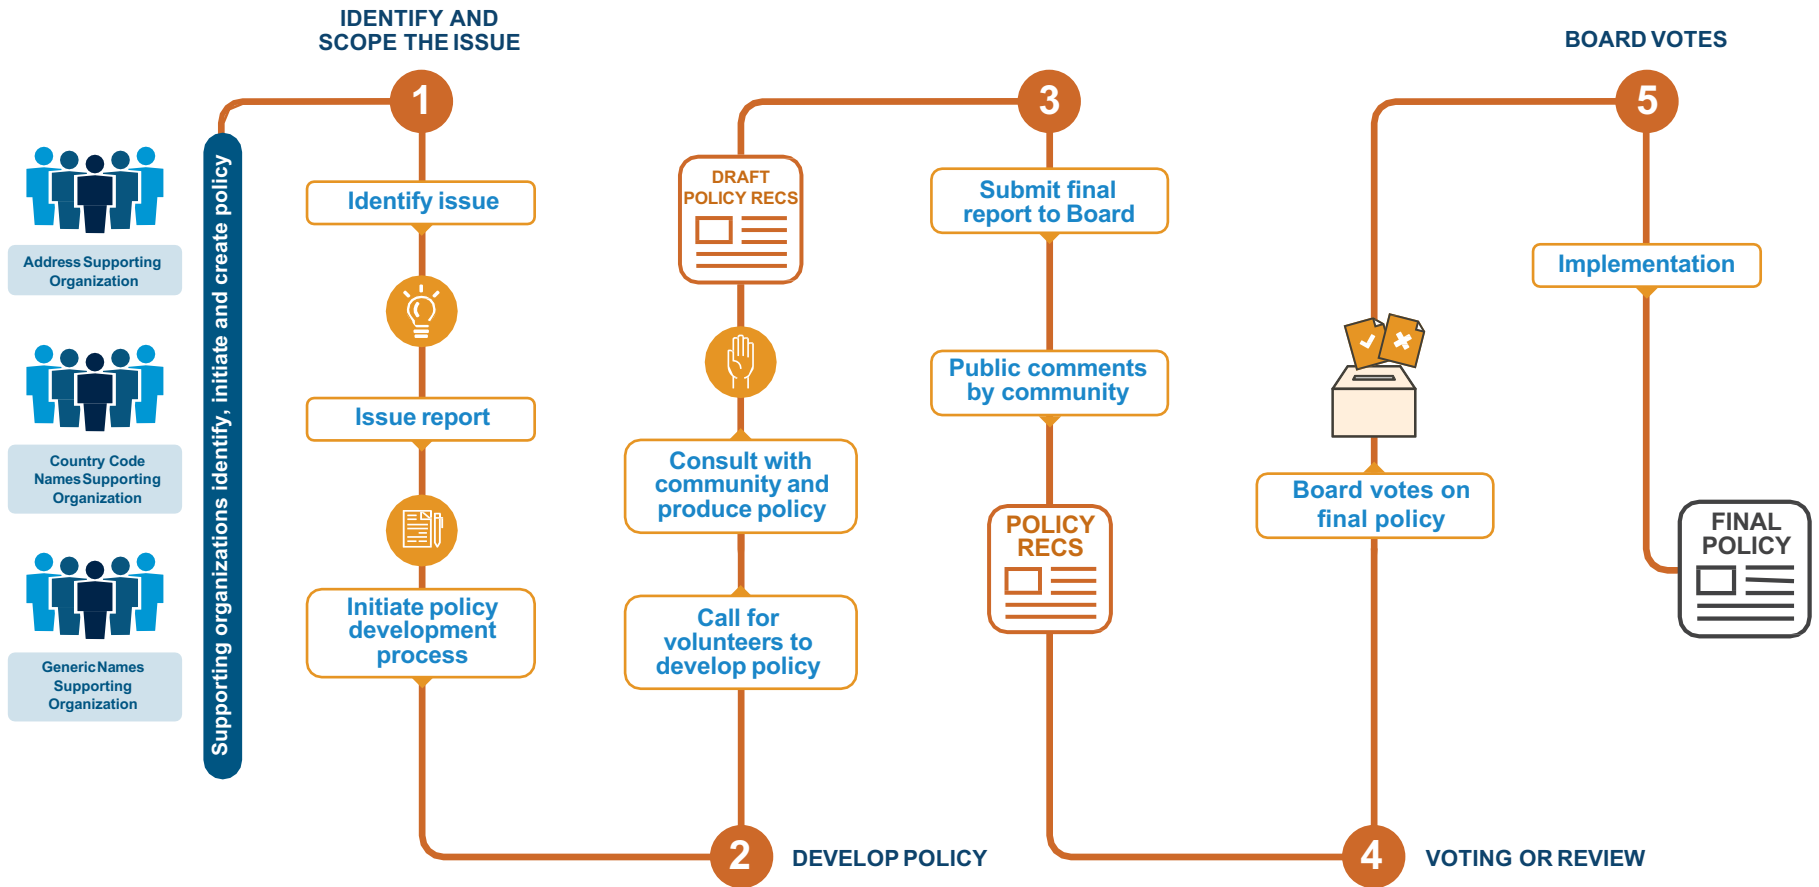 Address Supporting
Organization
Country Code
Names Supporting
Organization
Generic Names
Supporting
Organization
Supporting organizations identify, initiate and create policy
IDENTIFY AND
SCOPE THE ISSUE
1
Identify issue
Issue report
Initiate policy
development
process
2
DEVELOP POLICY
Call for
volunteers to
develop policy
Consult with
community and
produce policy
DRAFT
POLICY RECS
3
Submit final
report to Board
Public comments
by community
POLICY
RECS
4
VOTING OR REVIEW
Board votes on
final policy
BOARD VOTES
5
Implementation
FINAL
POLICY